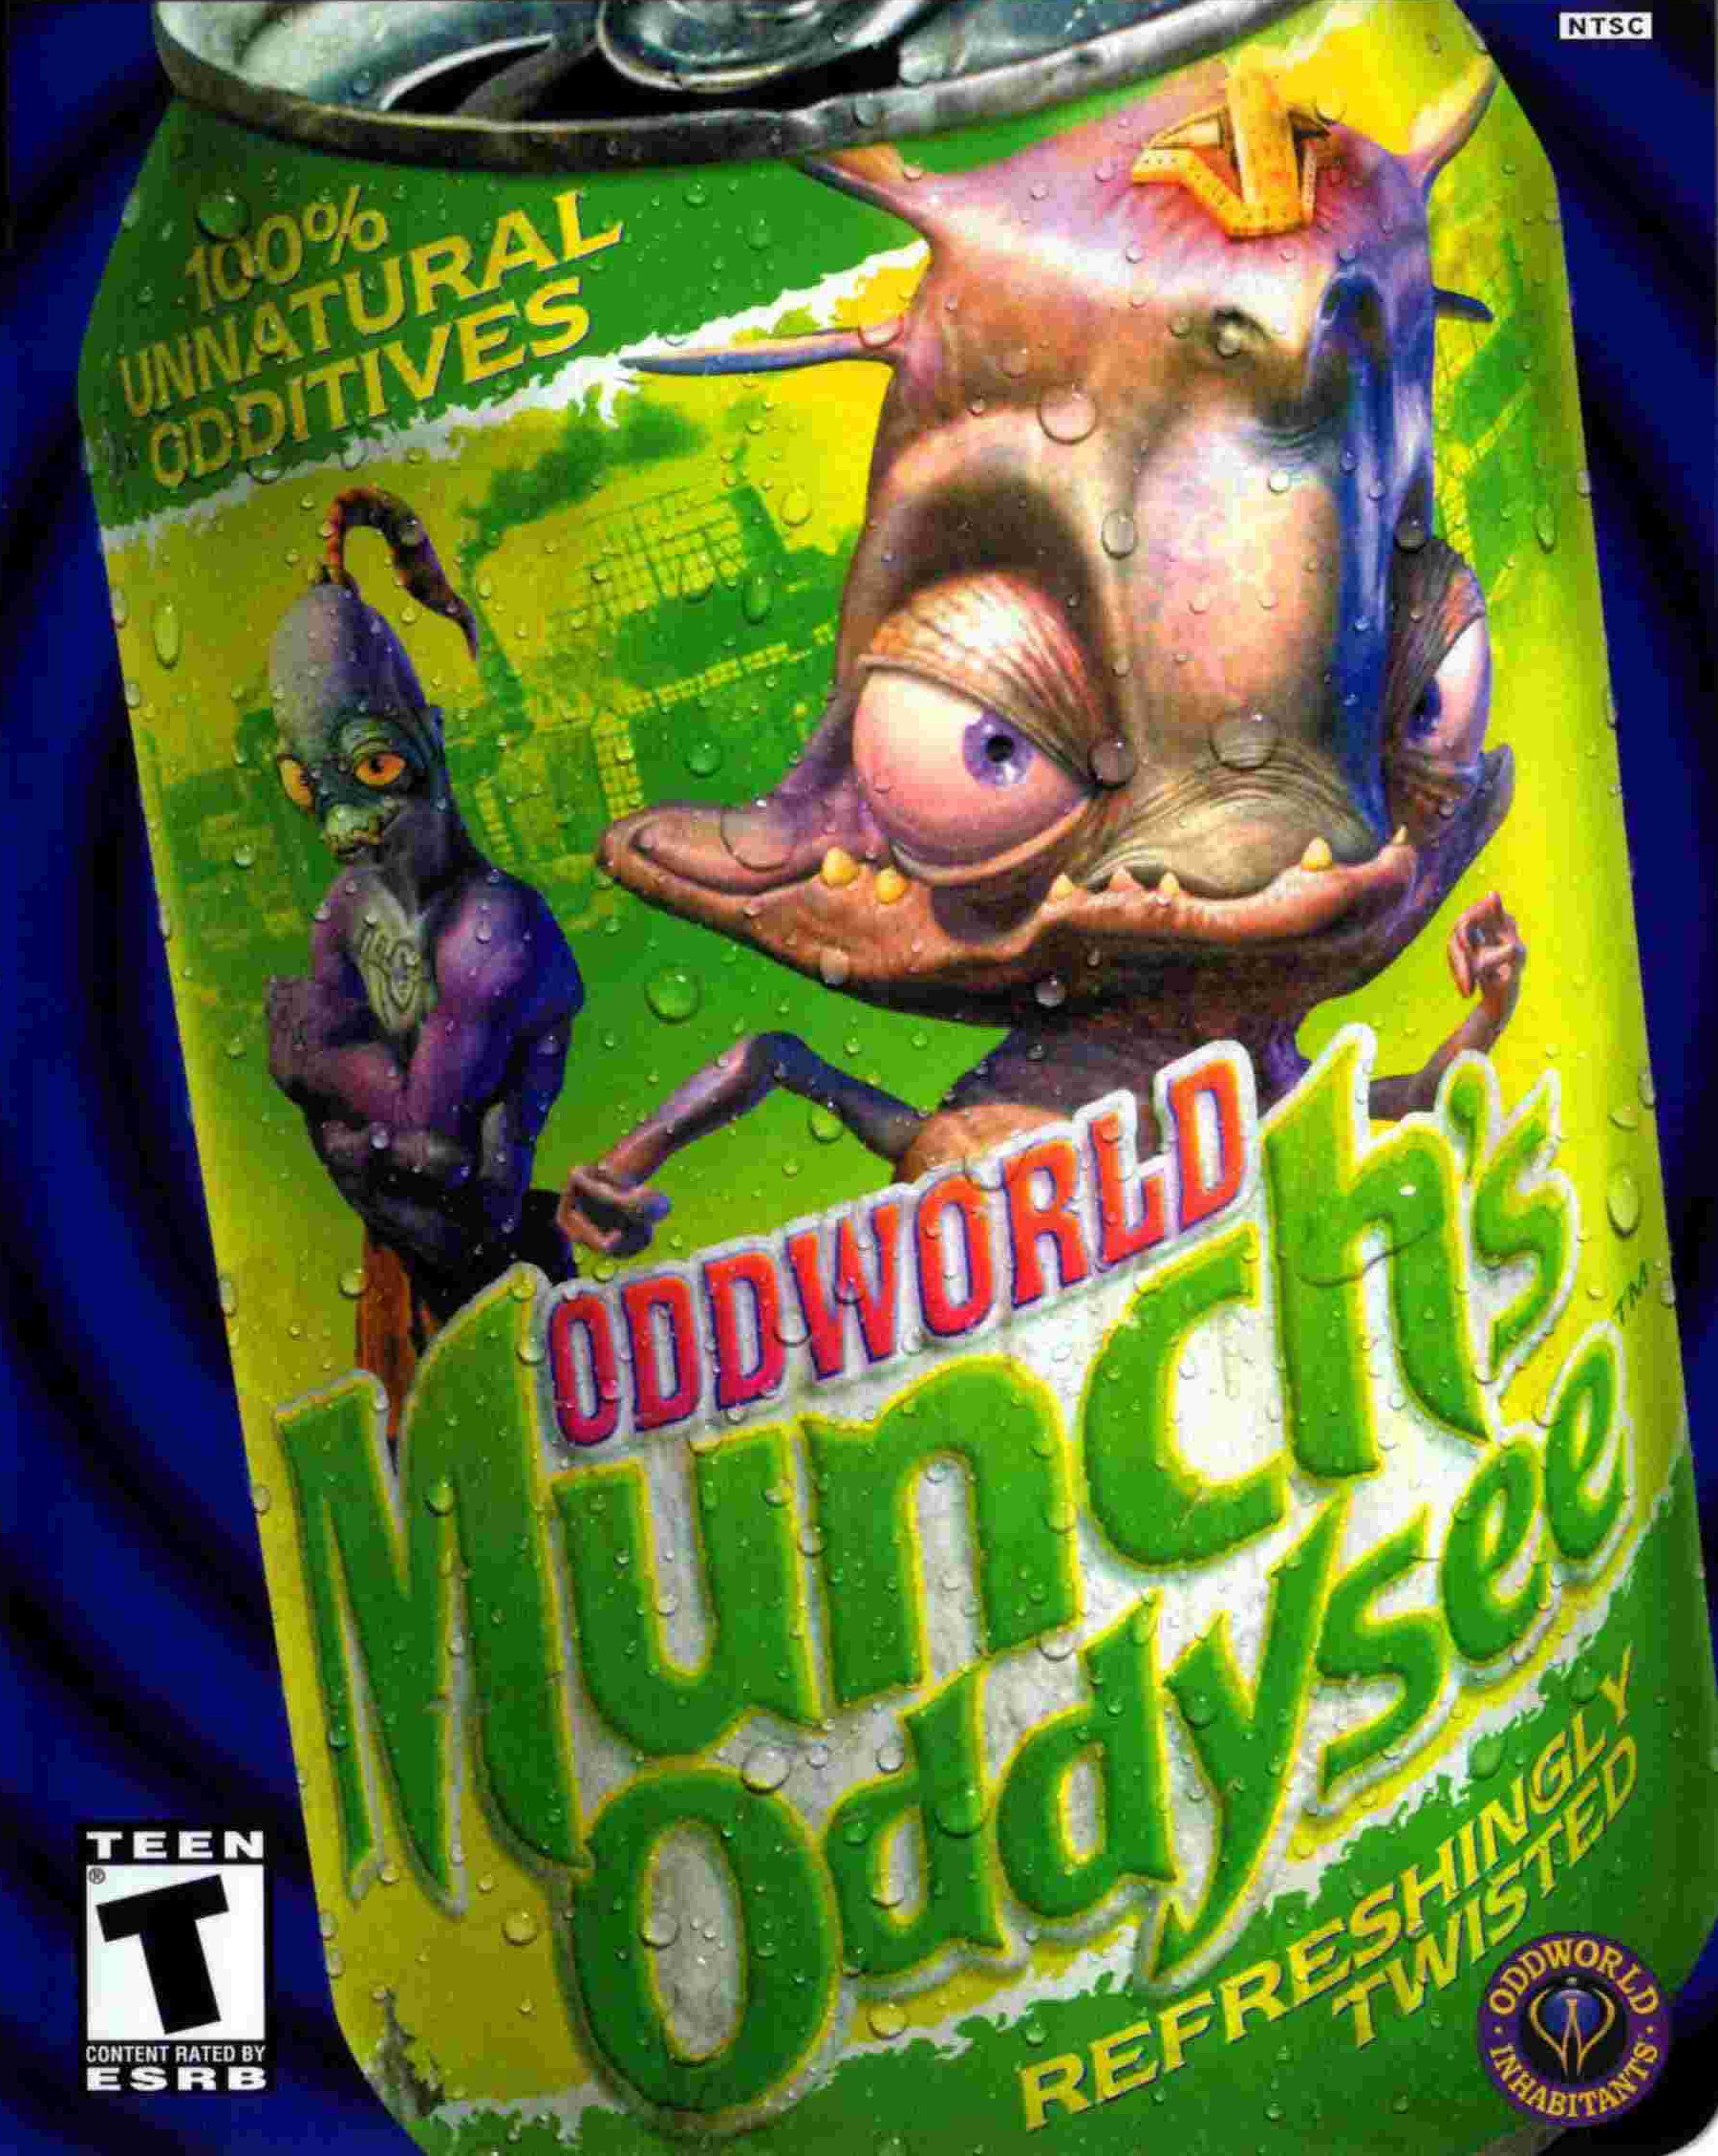 NTSC
100%
UNNATURAL
ODDITIVES
ODDWORLD
Munch's
Oddysee
TM
REFRESHINGLY
TWISTED
TEEN
®
T
CONTENT RATED BY
ESRB
ODDWORLD
• INHABITANTS •